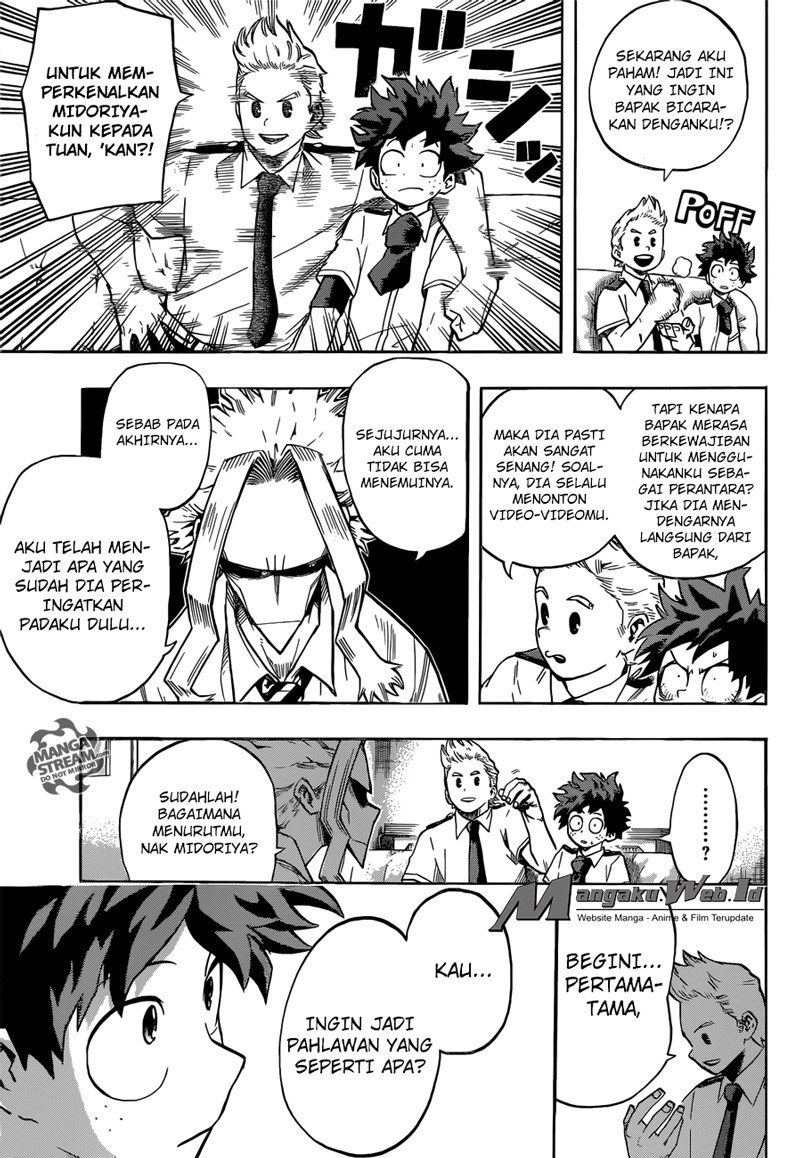 SEKARANG AKU
PAHAM! JADI INI
YANG INGIN
BAPAK BICARA-
KAN DENGANKU!?
POFF
UNTUK MEM-
PERKENALKAN
MIDORIYA-
KUN KEPADA
TUAN, 'KAN?!
ガシッ
TAPI KENAPA
BAPAK MERASA
BERKEWAJIBAN
UNTUK MENGGU-
NAKANKU SEBA-
GAI PERANTARA?
JIKA DIA MEN-
DENGARNYA
LANGSUNG DARI
BAPAK,
MAKA DIA PASTI
AKAN SANGAT
SENANG! SOAL-
NYA, DIA SELALU
MENONTON
VIDEO-VIDEOMU.
SEJUJURNYA...
AKU CUMA
TIDAK BISA
MENEMUINYA.
SEBAB PADA
AKHIRNYA...
AKU TELAH MEN-
JADI APA YANG
SUDAH DIA PER-
INGATKAN
PADAKU DULU...
MANGA
STREAM.com
DO NOT MIRROR
.........?
SUDAHLAH!
BAGAIMANA
MENURUTMU,
NAK MIDORIYA?
Mangaku.Web.Id
Website Manga - Anime & Film Terupdate
BEGINI...
PERTAMA-
TAMA,
KAU...
INGIN JADI
PAHLAWAN YANG
SEPERTI APA?